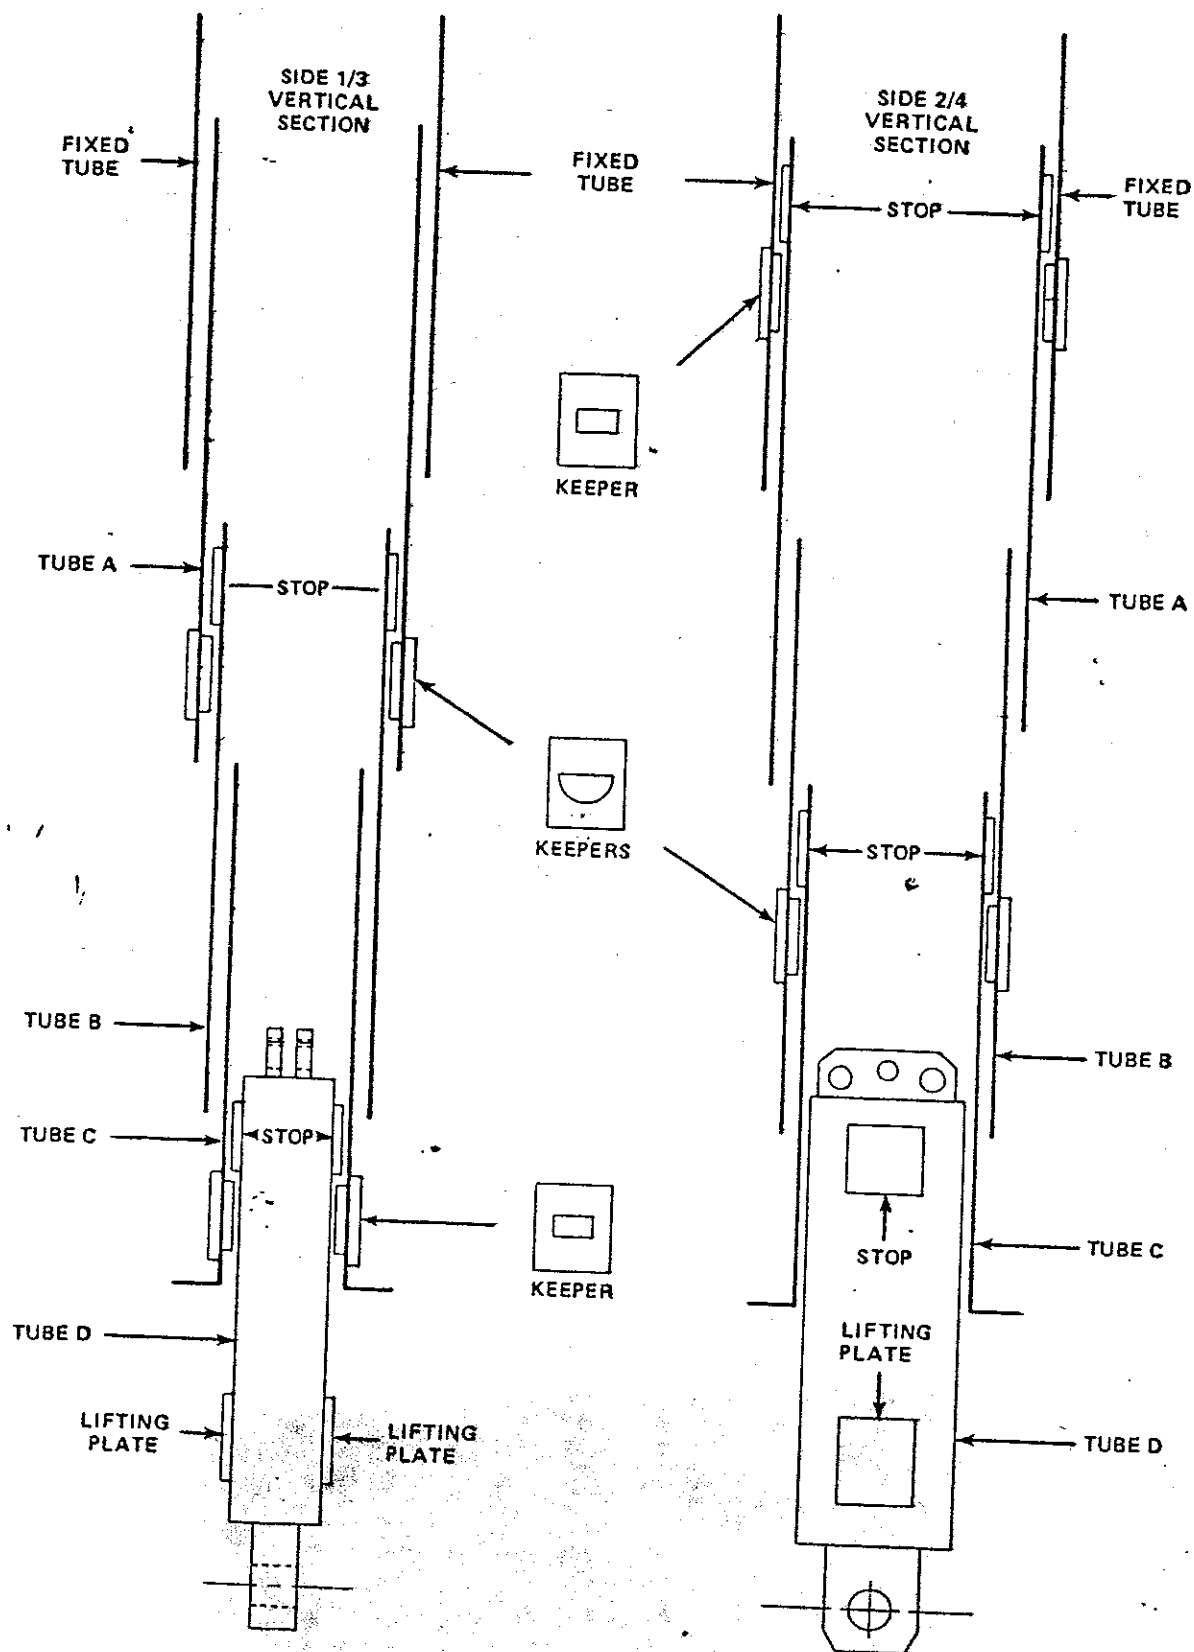 SIDE 1/3
VERTICAL
SECTION
SIDE 2/4
VERTICAL
SECTION
FIXED
TUBE
FIXED
TUBE
STOP
FIXED
TUBE
KEEPER
TUBE A
STOP
TUBE A
KEEPERS
STOP
TUBE B
TUBE B
TUBE C
STOP
STOP
TUBE C
KEEPER
TUBE D
LIFTING
PLATE
LIFTING
PLATE
LIFTING
PLATE
TUBE D